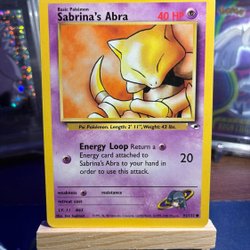 Basic Pokémon
Sabrina's Abra
40 HP
Psi Pokémon. Length: 2' 11", Weight: 43 lbs.
Energy Loop Return a
Energy card attached to
Sabrina's Abra to your hand in
order to use this attack.
20
weakness
resistance
retreat cost